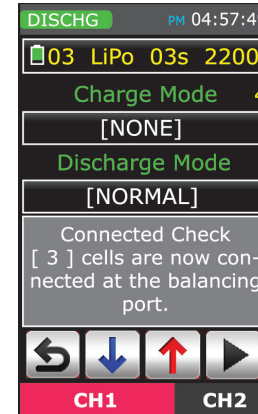 DISCHG PM 04:57:4
03 LiPo 03s 2200
Charge Mode
[NONE]
Discharge Mode
[NORMAL]
Connected Check
[ 3 ] cells are now con-
nected at the balancing
port.
CH1 CH2